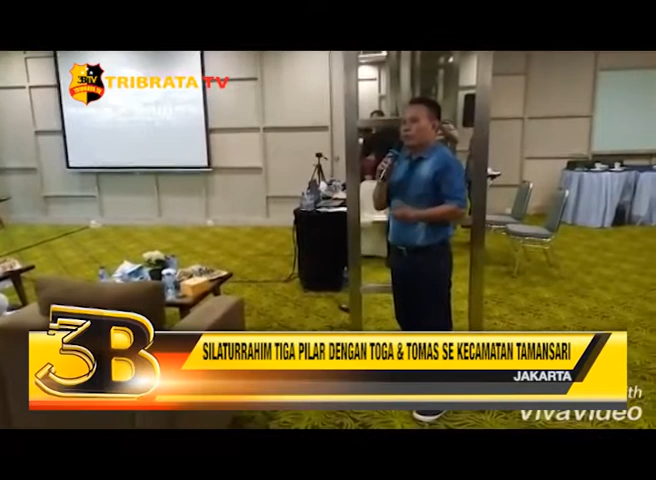 TRIBRATA TV
3B
SILATURRAHIM TIGA PILAR DENGAN TOGA & TOMAS SE KECAMATAN TAMANSARI
JAKARTA
VivaVideo